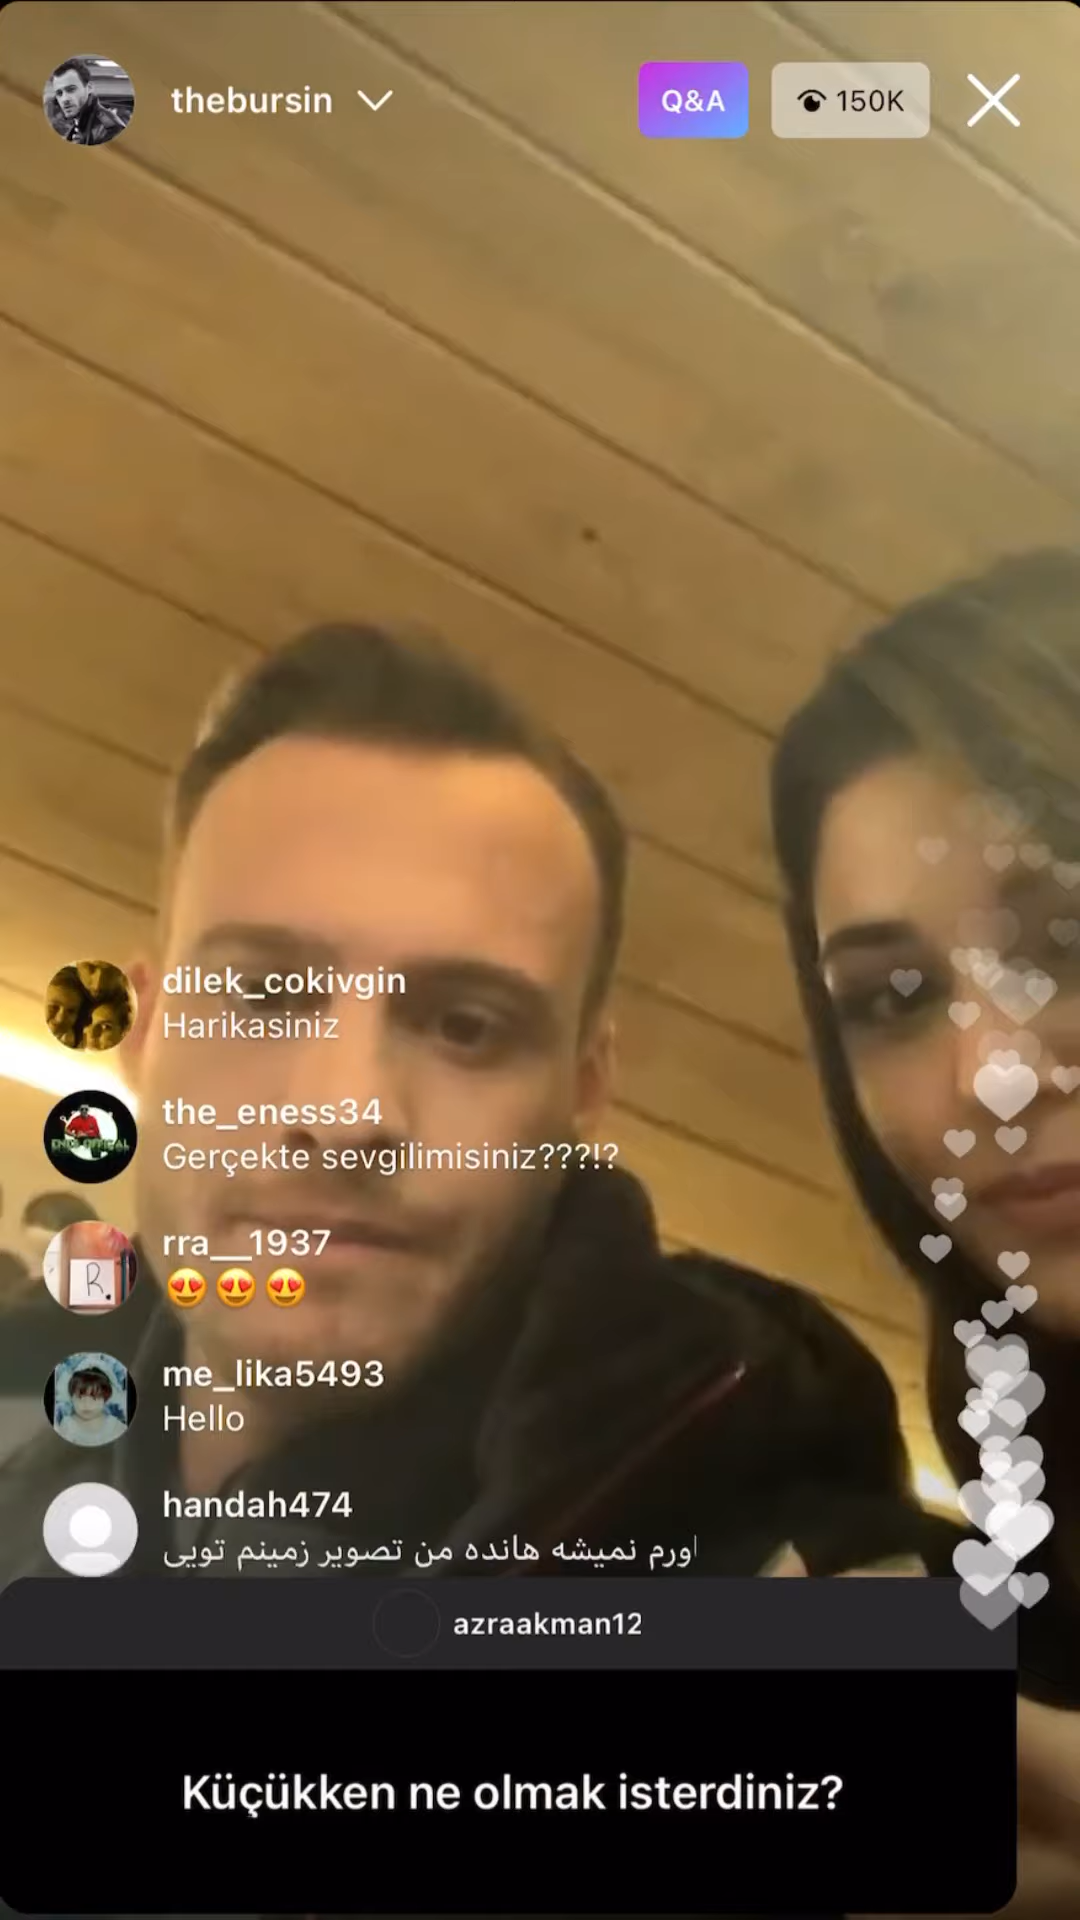 thebursin
Q&A
150K
dilek_cokivgin
Harikasiniz
the_eness34
Gerçekte sevgilimisiniz???!?
rra__1937
😍😍😍
me_lika5493
Hello
handah474
اورم نمیشه هانده من تصویر زمینم تویی
azraakman12
Küçükken ne olmak isterdiniz?